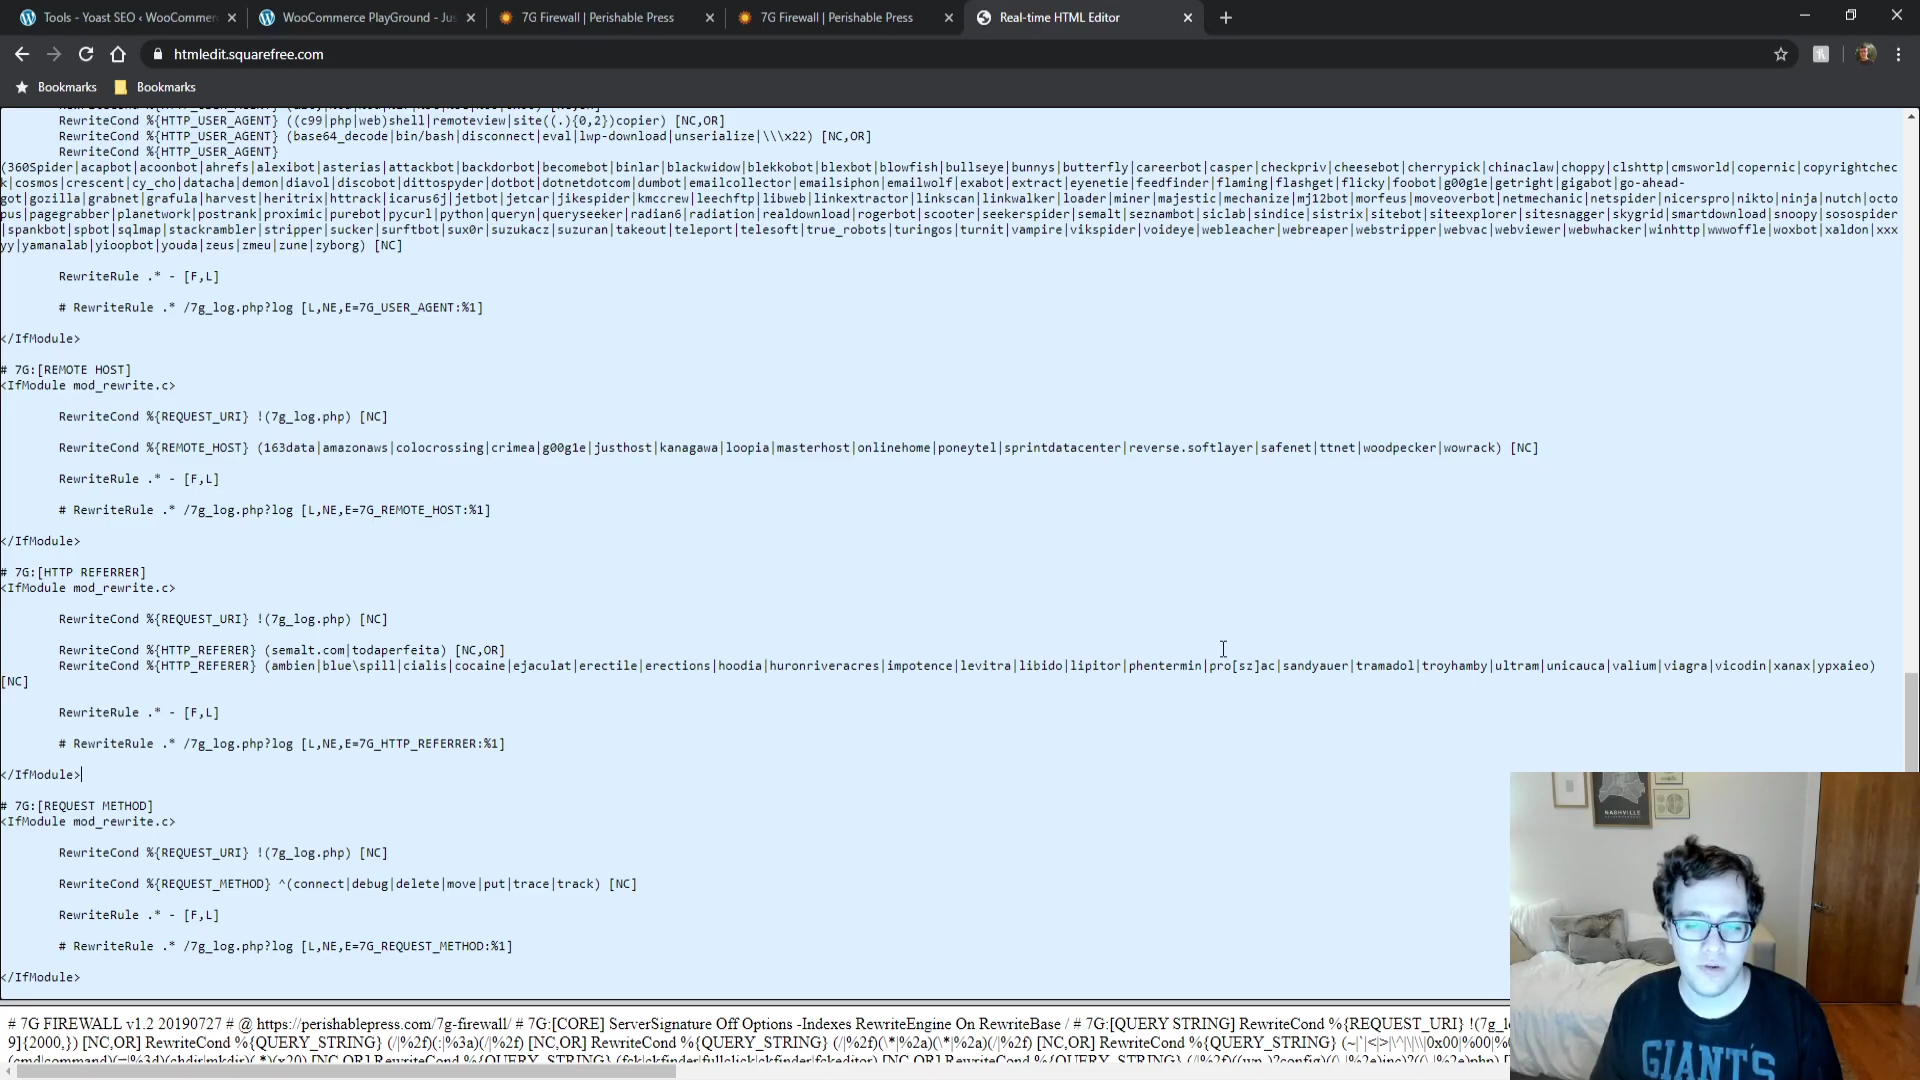 Tools - Yoast SEO ‹ WooCommerc
WooCommerce PlayGround - Jus
7G Firewall | Perishable Press
7G Firewall | Perishable Press
Real-time HTML Editor
htmledit.squarefree.com
Bookmarks
Bookmarks
RewriteCond %{HTTP_USER_AGENT} ((c99|php|web)shell|remoteview|site((.){0,2})copier) [NC,OR]
RewriteCond %{HTTP_USER_AGENT} (base64_decode|bin/bash|disconnect|eval|lwp-download|unserialize|\\\x22) [NC,OR]
RewriteCond %{HTTP_USER_AGENT}
(360Spider|acapbot|acoonbot|ahrefs|alexibot|asterias|attackbot|backdorbot|becomebot|binlar|blackwidow|blekkobot|blexbot|blowfish|bullseye|bunnys|butterfly|careerbot|casper|checkpriv|cheesebot|cherrypick|chinaclaw|choppy|clshttp|cmsworld|copernic|copyrightchec
k|cosmos|crescent|cy_cho|datacha|demon|diavol|discobot|dittospyder|dotbot|dotnetdotcom|dumbot|emailcollector|emailsiphon|emailwolf|exabot|extract|eyenetie|feedfinder|flaming|flashget|flicky|foobot|g00g1e|getright|gigabot|go-ahead-
got|gozilla|grabnet|grafula|harvest|heritrix|httrack|icarus6j|jetbot|jetcar|jikespider|kmccrew|leechftp|libweb|linkextractor|linkscan|linkwalker|loader|miner|majestic|mechanize|mj12bot|morfeus|moveoverbot|netmechanic|netspider|nicerspro|nikto|ninja|nutch|octo
pus|pagegrabber|planetwork|postrank|proximic|purebot|pycurl|python|queryn|queryseeker|radian6|radiation|realdownload|rogerbot|scooter|seekerspider|semalt|seznambot|siclab|sindice|sistrix|sitebot|siteexplorer|sitesnagger|skygrid|smartdownload|snoopy|sosospider
|spankbot|spbot|sqlmap|stackrambler|stripper|sucker|surftbot|sux0r|suzukacz|suzuran|takeout|teleport|telesoft|true_robots|turingos|turnit|vampire|vikspider|voideye|webleacher|webreaper|webstripper|webvac|webviewer|webwhacker|winhttp|wwwoffle|woxbot|xaldon|xxx
yy|yamanalab|yioopbot|youda|zeus|zmeu|zune|zyborg) [NC]
RewriteRule .* - [F,L]
# RewriteRule .* /7g_log.php?log [L,NE,E=7G_USER_AGENT:%1]
</IfModule>
# 7G:[REMOTE HOST]
<IfModule mod_rewrite.c>
RewriteCond %{REQUEST_URI} !(7g_log.php) [NC]
RewriteCond %{REMOTE_HOST} (163data|amazonaws|colocrossing|crimea|g00g1e|justhost|kanagawa|loopia|masterhost|onlinehome|poneytel|sprintdatacenter|reverse.softlayer|safenet|ttnet|woodpecker|wowrack) [NC]
RewriteRule .* - [F,L]
# RewriteRule .* /7g_log.php?log [L,NE,E=7G_REMOTE_HOST:%1]
</IfModule>
# 7G:[HTTP REFERRER]
<IfModule mod_rewrite.c>
RewriteCond %{REQUEST_URI} !(7g_log.php) [NC]
RewriteCond %{HTTP_REFERER} (semalt.com|todaperfeita) [NC,OR]
RewriteCond %{HTTP_REFERER} (ambien|blue\spill|cialis|cocaine|ejaculat|erectile|erections|hoodia|huronriveracres|impotence|levitra|libido|lipitor|phentermin|pro[sz]ac|sandyauer|tramadol|troyhamby|ultram|unicauca|valium|viagra|vicodin|xanax|ypxaieo)
[NC]
RewriteRule .* - [F,L]
# RewriteRule .* /7g_log.php?log [L,NE,E=7G_HTTP_REFERRER:%1]
</IfModule>
# 7G:[REQUEST METHOD]
<IfModule mod_rewrite.c>
RewriteCond %{REQUEST_URI} !(7g_log.php) [NC]
RewriteCond %{REQUEST_METHOD} ^(connect|debug|delete|move|put|trace|track) [NC]
RewriteRule .* - [F,L]
# RewriteRule .* /7g_log.php?log [L,NE,E=7G_REQUEST_METHOD:%1]
</IfModule>
NASHVILLE
GIANTS
# 7G FIREWALL v1.2 20190727 # @ https://perishablepress.com/7g-firewall/ # 7G:[CORE] ServerSignature Off Options -Indexes RewriteEngine On RewriteBase / # 7G:[QUERY STRING] RewriteCond %{REQUEST_URI} !(7g_l
9]{2000,}) [NC,OR] RewriteCond %{QUERY_STRING} (/|%2f)(:|%3a)(/|%2f) [NC,OR] RewriteCond %{QUERY_STRING} (/|%2f)(\*|%2a)(\*|%2a)(/|%2f) [NC,OR] RewriteCond %{QUERY_STRING} (~|`|<|>|\^|\|\\|0x00|%00|%0